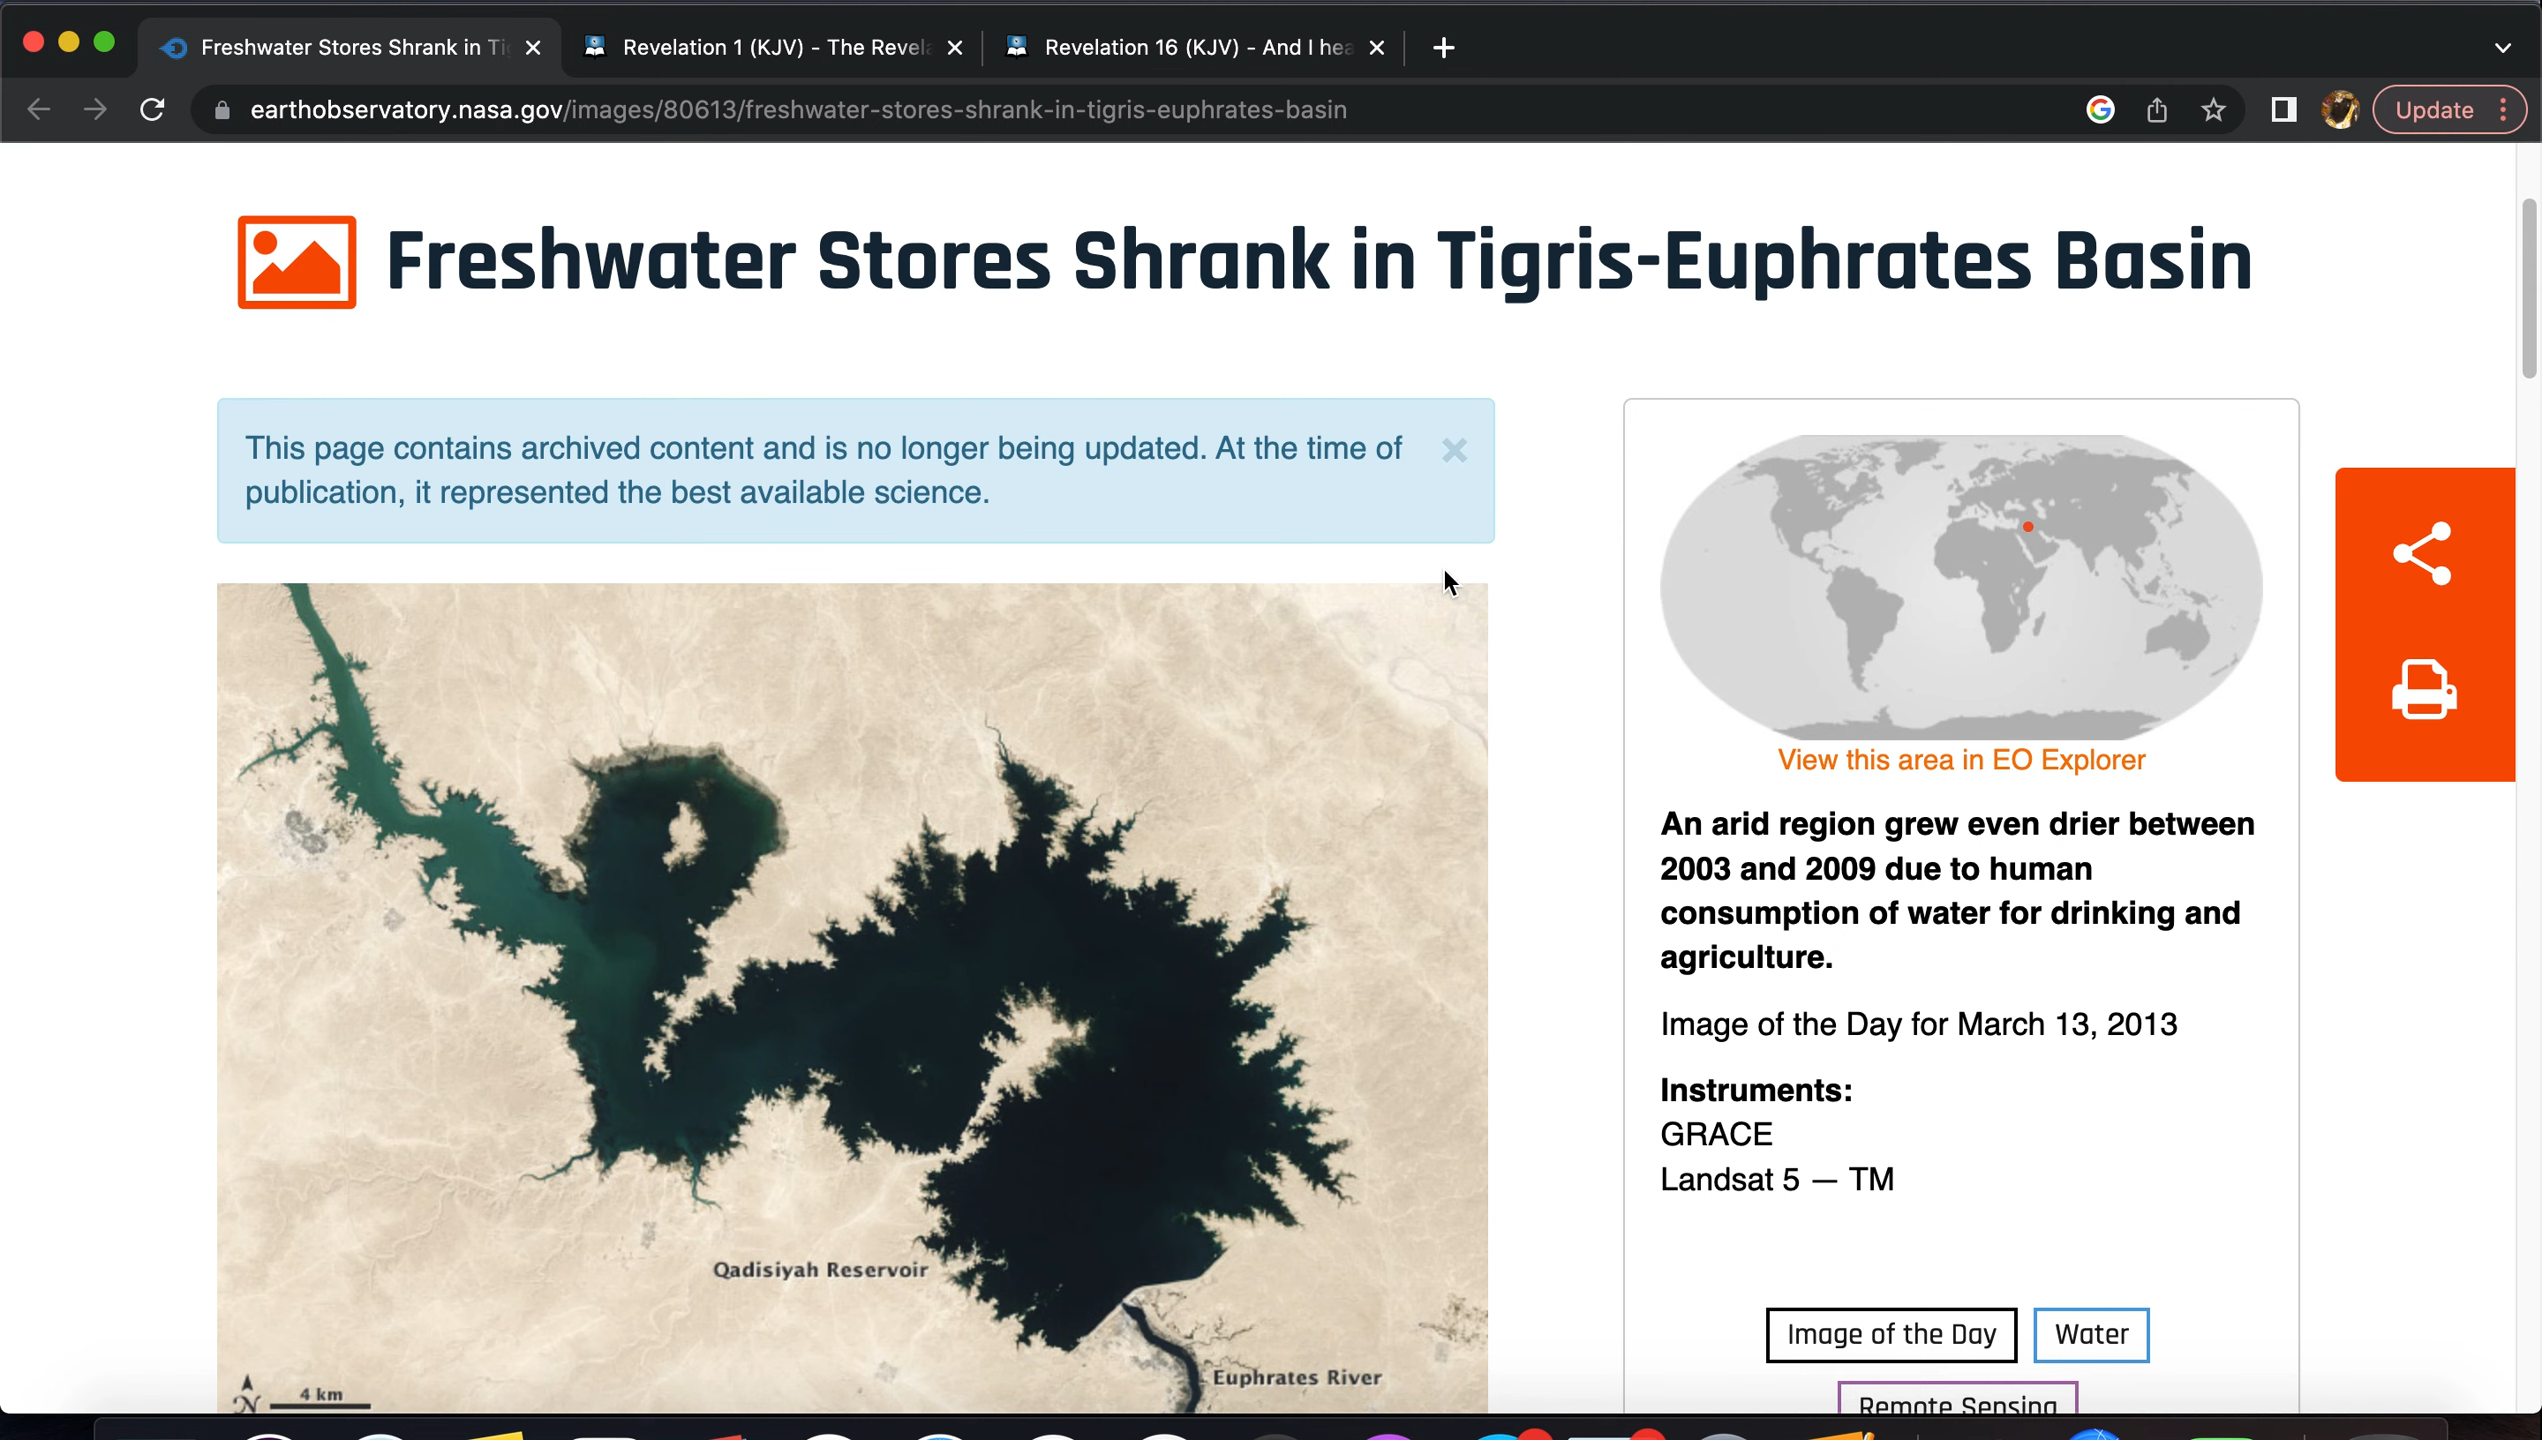 Freshwater Stores Shrank in Ti
Revelation 1 (KJV) - The Revel
Revelation 16 (KJV) - And I hea
earthobservatory.nasa.gov/images/80613/freshwater-stores-shrank-in-tigris-euphrates-basin
Update
Freshwater Stores Shrank in Tigris-Euphrates Basin
This page contains archived content and is no longer being updated. At the time of
publication, it represented the best available science.
Qadisiyah Reservoir
Euphrates River
N
4 km
View this area in EO Explorer
An arid region grew even drier between
2003 and 2009 due to human
consumption of water for drinking and
agriculture.
Image of the Day for March 13, 2013
Instruments:
GRACE
Landsat 5 — TM
Image of the Day
Water
Remote Sensing